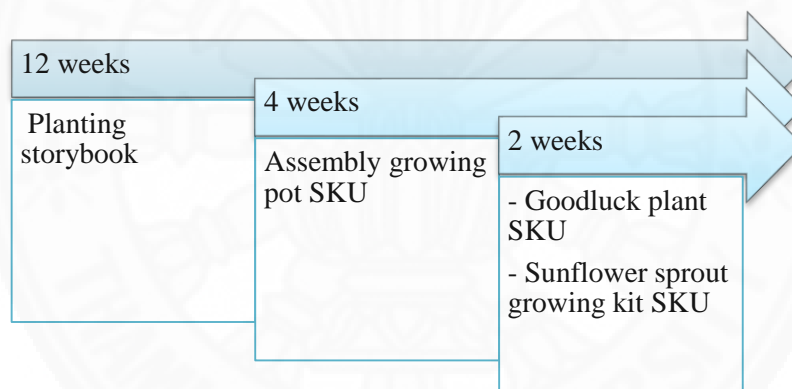 12 weeks
Planting
storybook
4 weeks
Assembly growing
pot SKU
2 weeks
- Goodluck plant
SKU
- Sunflower sprout
growing kit SKU